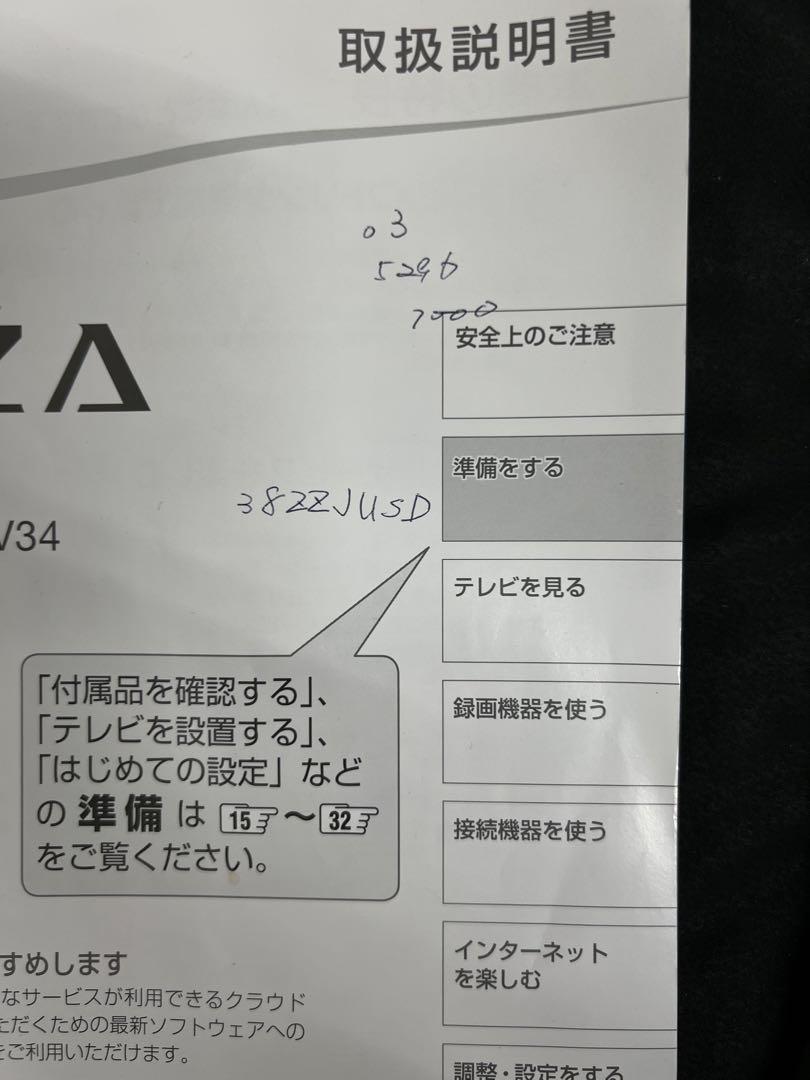 取扱説明書
03
5296
7000
安全上のご注意
ZA
準備をする
38ZZJUSD
V34
テレビを見る
「付属品を確認する」、
「テレビを設置する」、
「はじめての設定」など
の 準備 は 15 ～ 32
をご覧ください。
録画機器を使う
接続機器を使う
インターネット
を楽しむ
すめします
なサービスが利用できるクラウド
ただくための最新ソフトウェアへの
をご利用いただけます。
調整・設定をする